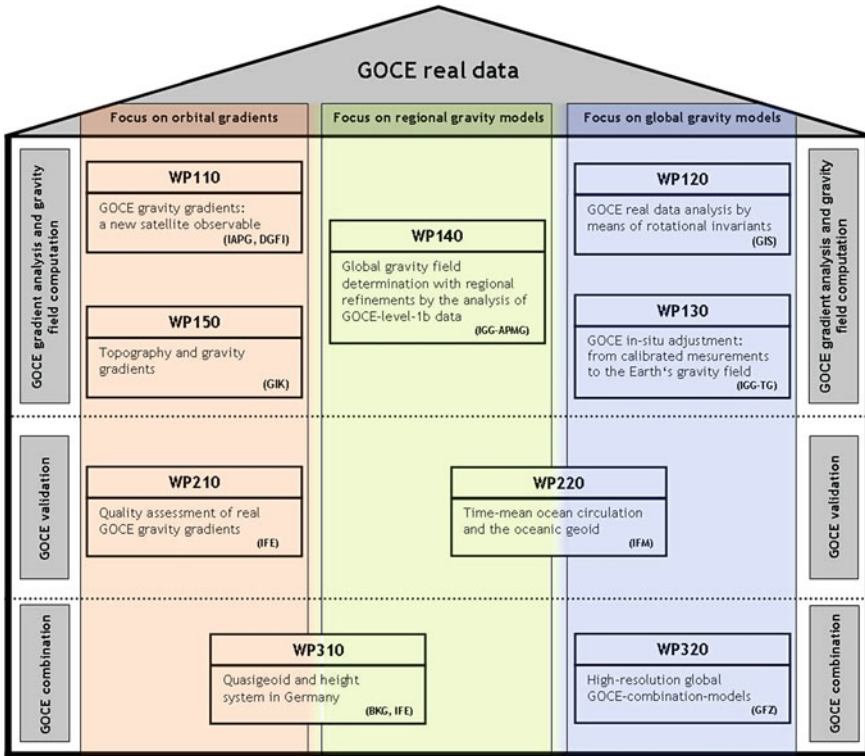 GOCE real data
Focus on orbital gradients
Focus on regional gravity models
Focus on global gravity models
GOCE gradient analysis and gravity
field computation
WP110
GOCE gravity gradients:
a new satellite observable
(IAPG, DGFI)
WP150
Topography and gravity
gradients
(GIK)
WP140
Global gravity field
determination with regional
refinements by the analysis of
GOCE-level-1b data
(IGG-APMG)
WP120
GOCE real data analysis by
means of rotational invariants
(GIS)
WP130
GOCE in-situ adjustment:
from calibrated mesurements
to the Earth's gravity field
(IGG-TG)
GOCE gradient analysis and gravity
field computation
GOCE validation
WP210
Quality assessment of real
GOCE gravity gradients
(IFE)
WP220
Time-mean ocean circulation
and the oceanic geoid
(IFM)
GOCE validation
GOCE combination
WP310
Quasigeoid and height
system in Germany
(BKG, IFE)
WP320
High-resolution global
GOCE-combination-models
(GFZ)
GOCE combination